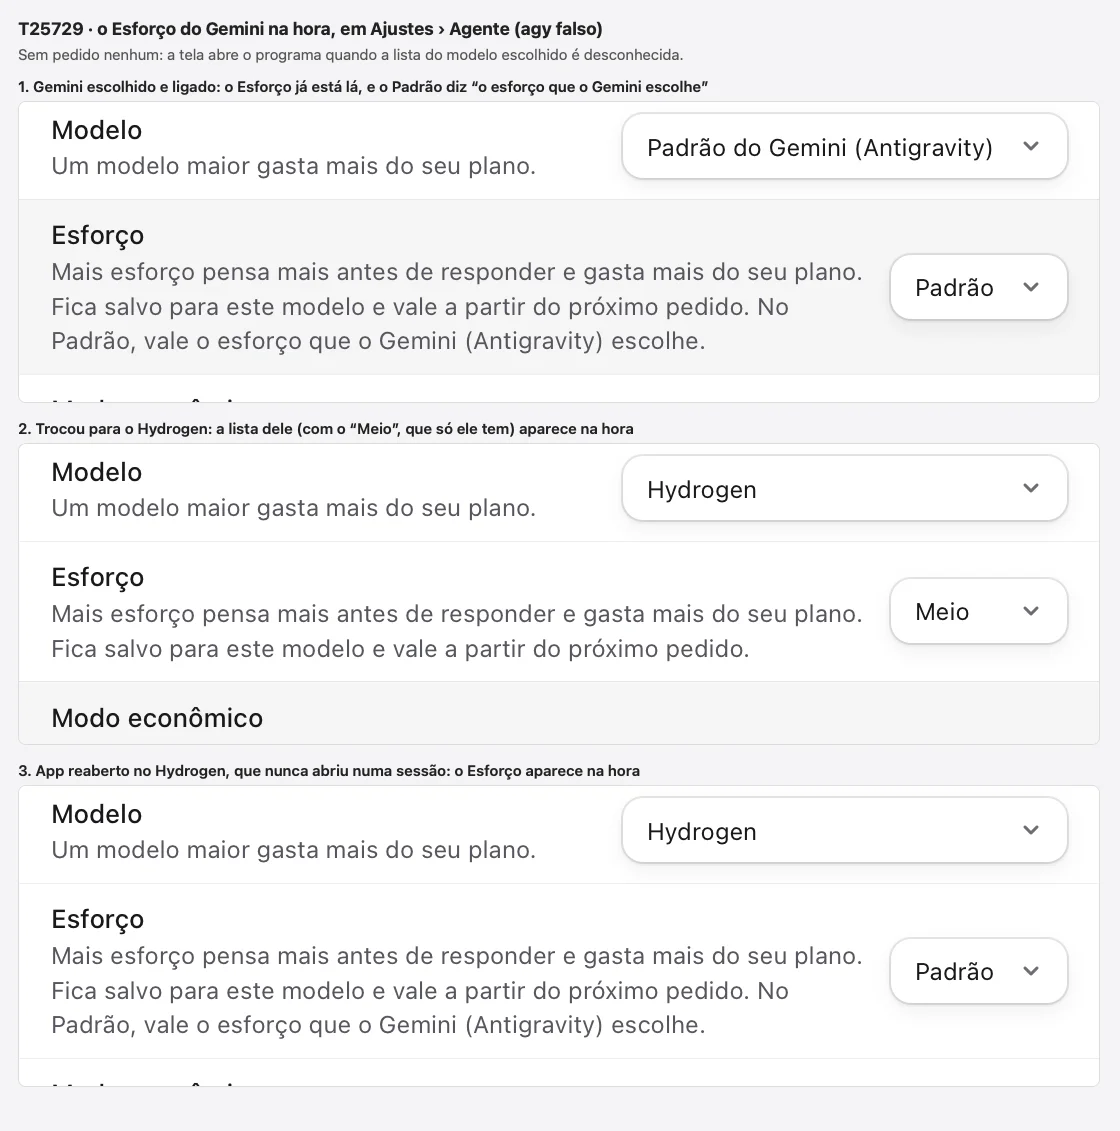 T25729 · o Esforço do Gemini na hora, em Ajustes › Agente (agy falso)
Sem pedido nenhum: a tela abre o programa quando a lista do modelo escolhido é desconhecida.
1. Gemini escolhido e ligado: o Esforço já está lá, e o Padrão diz “o esforço que o Gemini escolhe”
Modelo
Um modelo maior gasta mais do seu plano.
Padrão do Gemini (Antigravity)
Esforço
Mais esforço pensa mais antes de responder e gasta mais do seu plano.
Fica salvo para este modelo e vale a partir do próximo pedido. No
Padrão, vale o esforço que o Gemini (Antigravity) escolhe.
Padrão
2. Trocou para o Hydrogen: a lista dele (com o “Meio”, que só ele tem) aparece na hora
Modelo
Um modelo maior gasta mais do seu plano.
Hydrogen
Esforço
Mais esforço pensa mais antes de responder e gasta mais do seu plano.
Fica salvo para este modelo e vale a partir do próximo pedido.
Meio
Modo econômico
3. App reaberto no Hydrogen, que nunca abriu numa sessão: o Esforço aparece na hora
Modelo
Um modelo maior gasta mais do seu plano.
Hydrogen
Esforço
Mais esforço pensa mais antes de responder e gasta mais do seu plano.
Fica salvo para este modelo e vale a partir do próximo pedido. No
Padrão, vale o esforço que o Gemini (Antigravity) escolhe.
Padrão